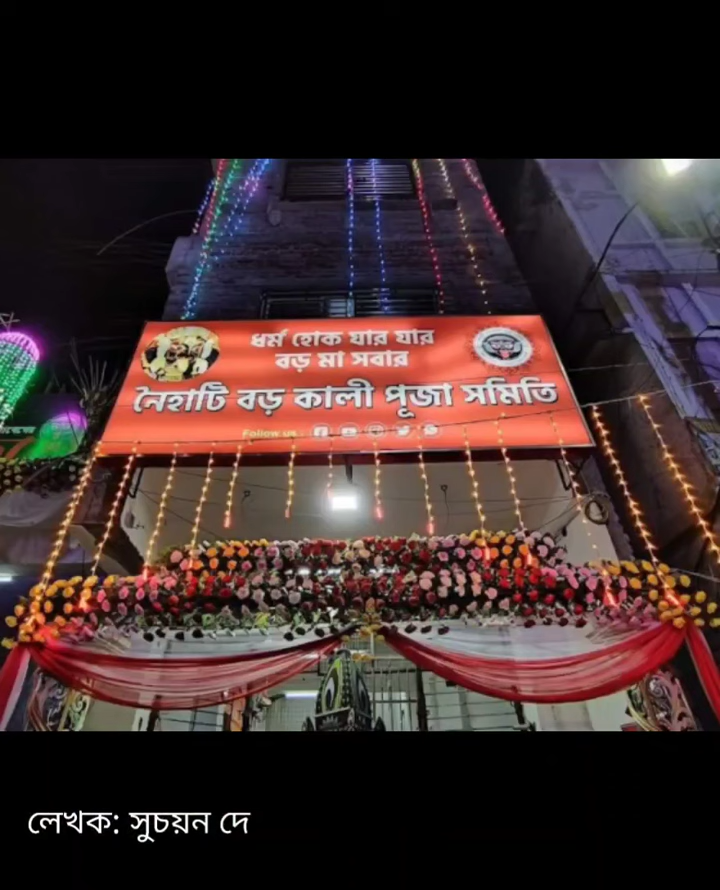 ধর্ম হোক যার যার
বড় মা সবার
নৈহাটি বড় কালী পূজা সমিতি
Follow us :
লেখক: সুচয়ন দে